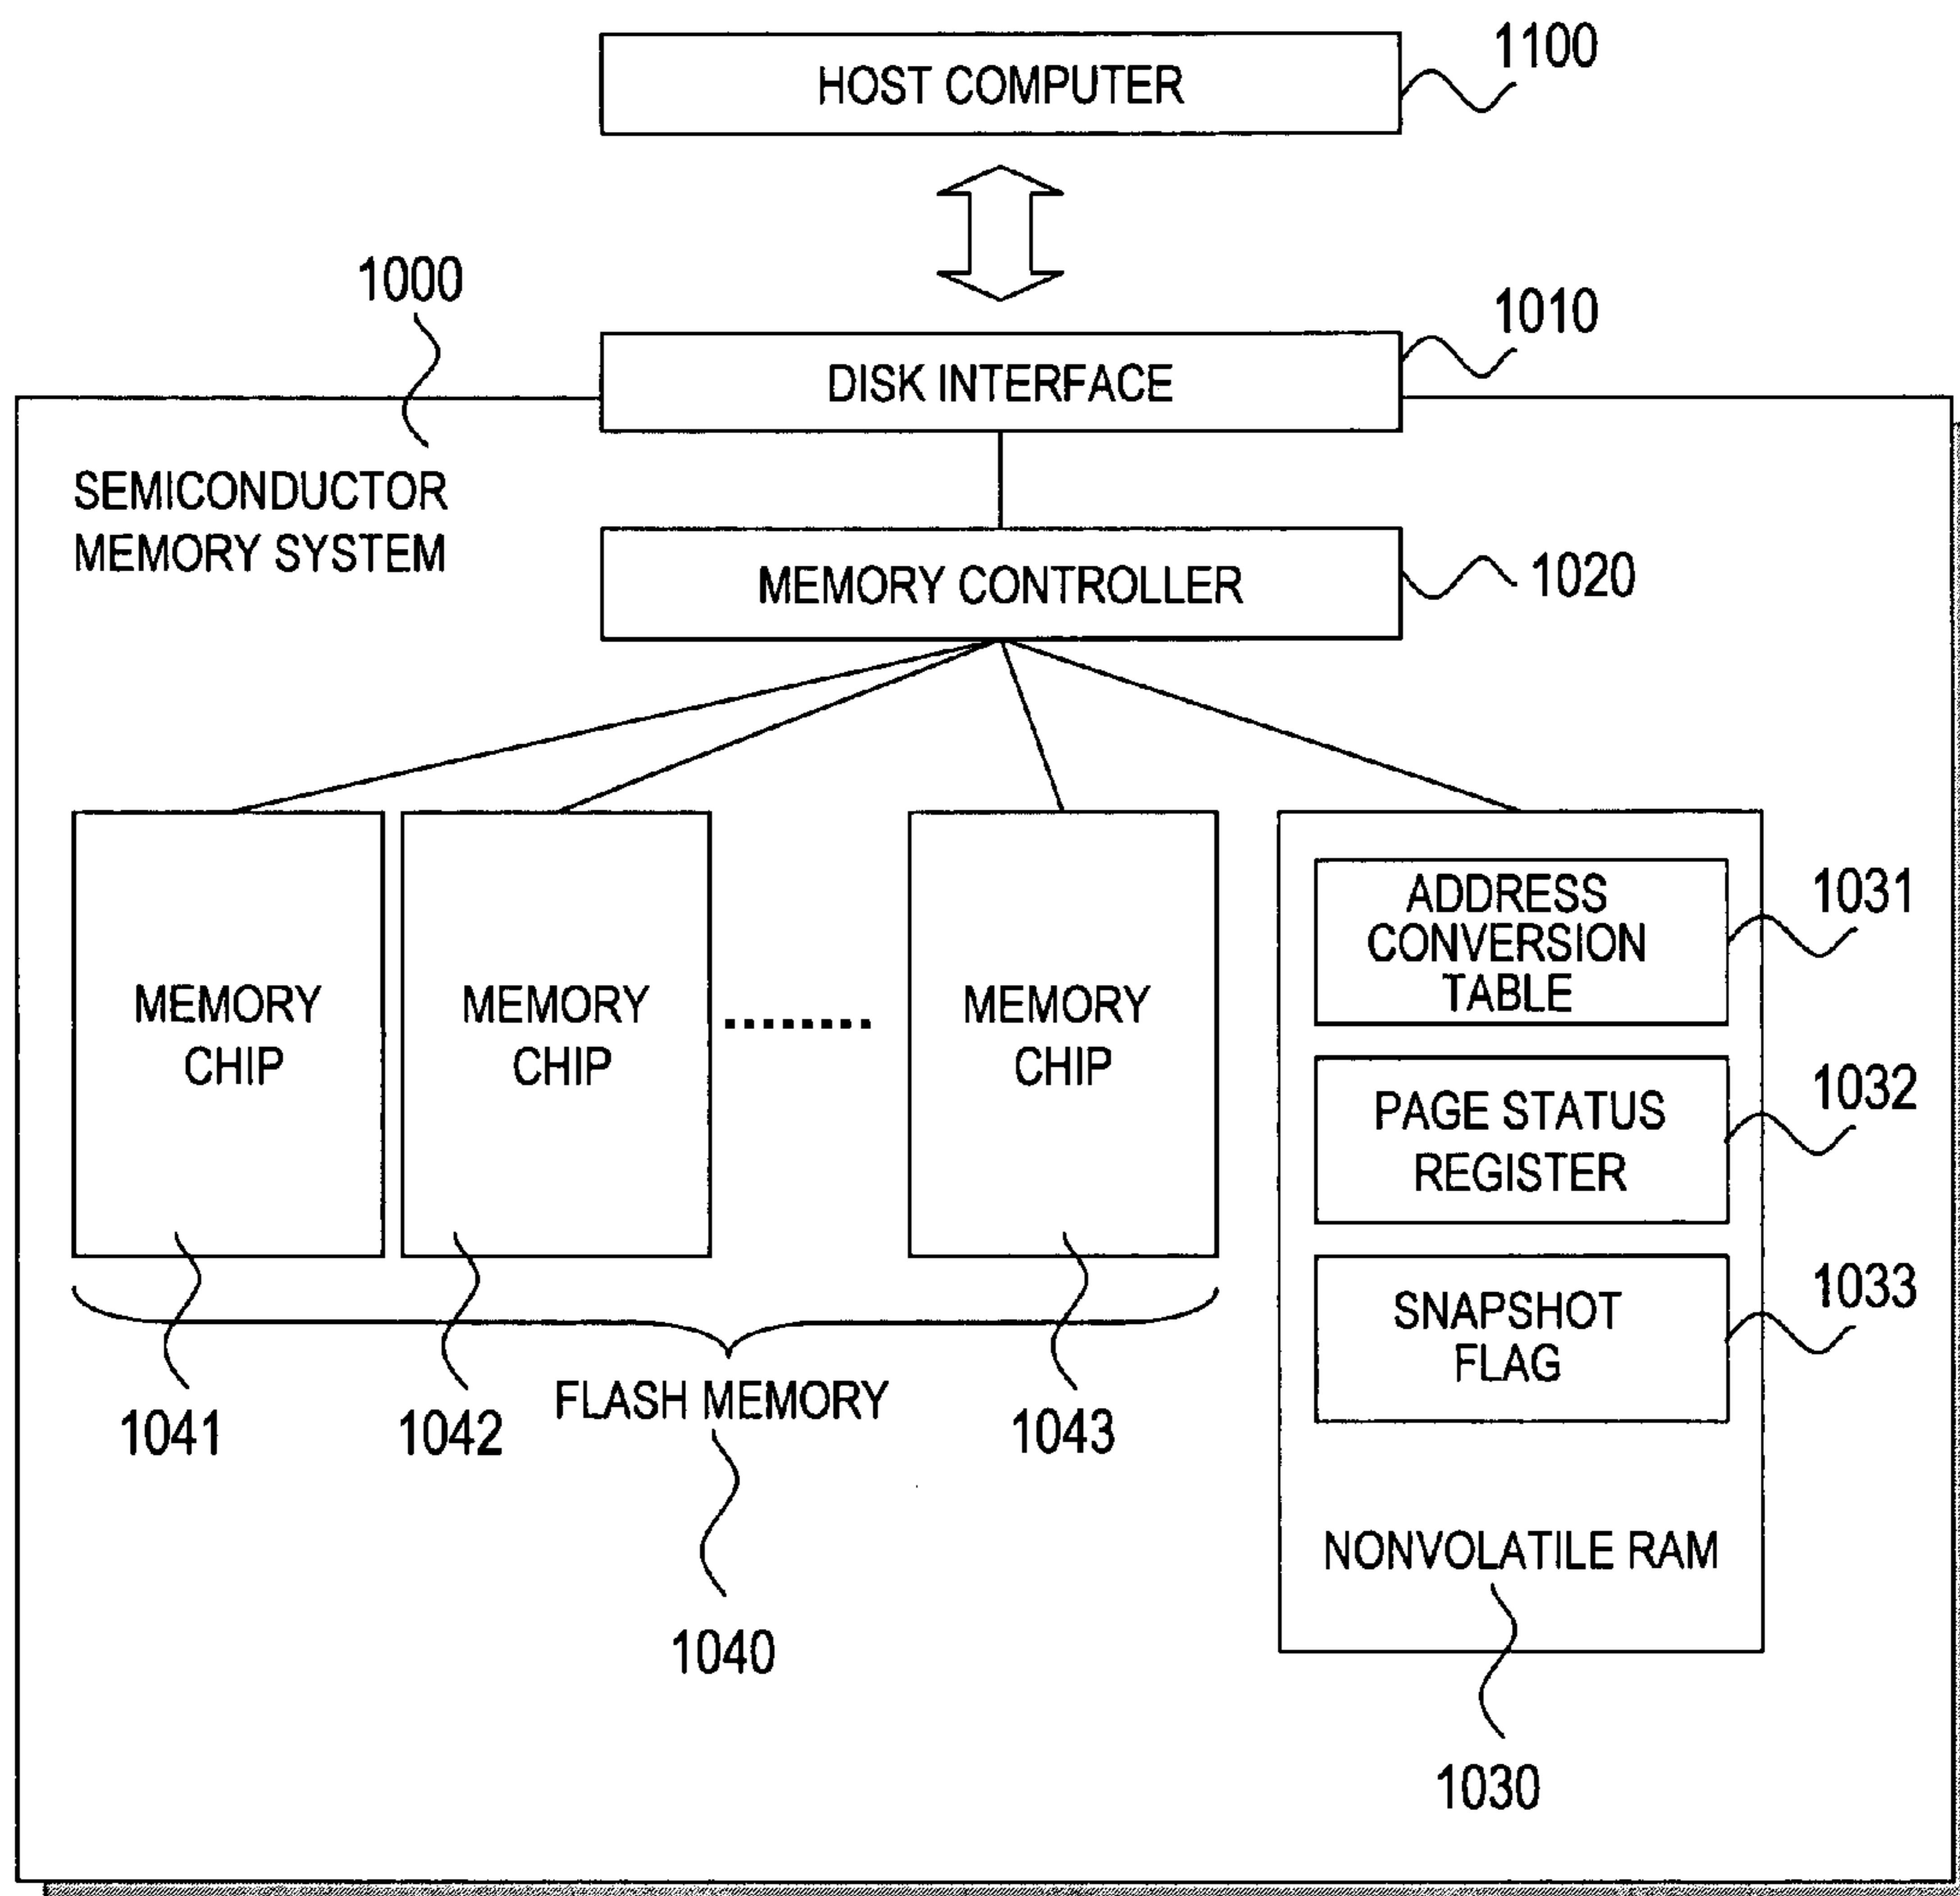 HOST COMPUTER
1100
1000
DISK INTERFACE
1010
SEMICONDUCTOR
MEMORY SYSTEM
MEMORY CONTROLLER
1020
MEMORY
CHIP
MEMORY
CHIP
MEMORY
CHIP
ADDRESS
CONVERSION
TABLE
1031
PAGE STATUS
REGISTER
1032
SNAPSHOT
FLAG
1033
1041
1042
FLASH MEMORY
1043
1040
NONVOLATILE RAM
1030